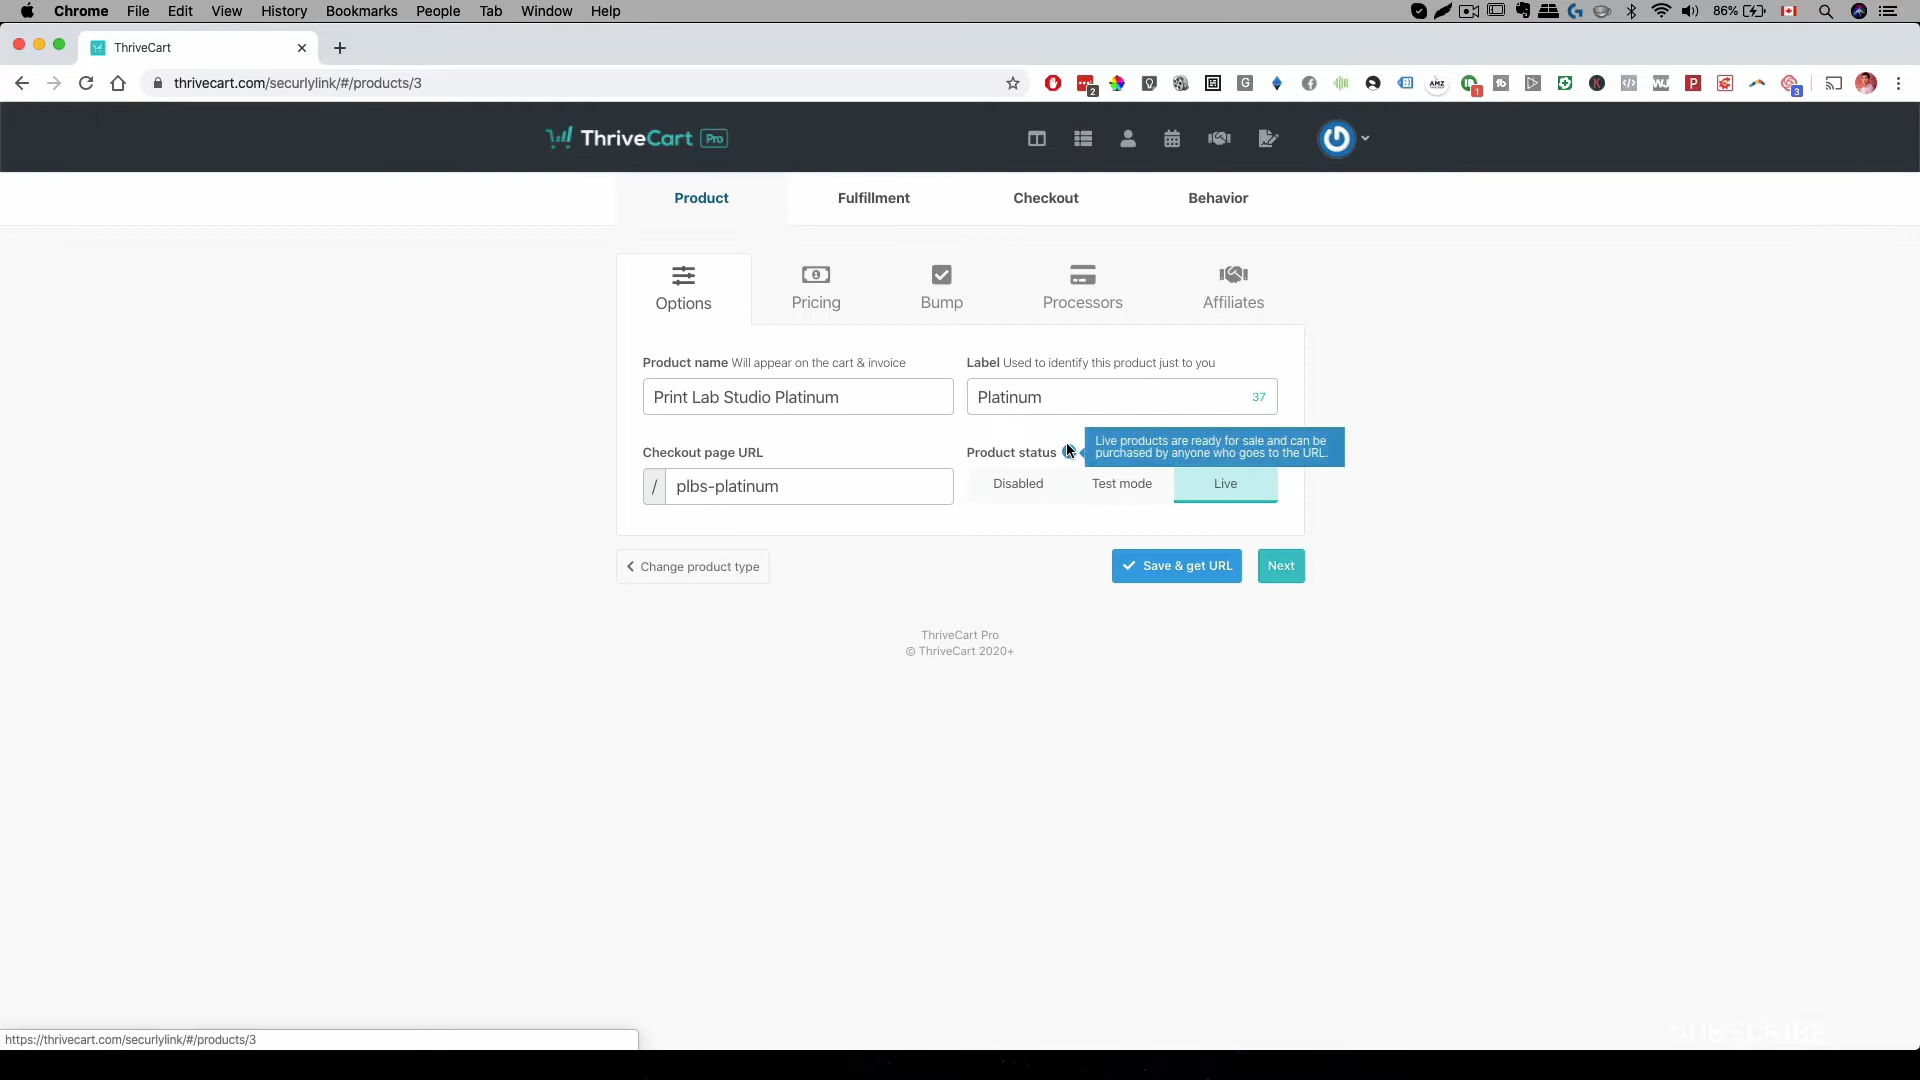 Chrome File Edit View History Bookmarks People Tab Window Help 86%
ThriveCart
thrivecart.com/securlylink/#/products/3
ThriveCart Pro
Product Fulfillment Checkout Behavior
Options Pricing Bump Processors Affiliates
Product name Will appear on the cart & invoice
Label Used to identify this product just to you
Print Lab Studio Platinum
Platinum 37
Checkout page URL
Product status
Live products are ready for sale and can be
purchased by anyone who goes to the URL.
/ plbs-platinum
Disabled Test mode Live
Change product type
Save & get URL
Next
ThriveCart Pro
© ThriveCart 2020+
SUBSCRIBE
https://thrivecart.com/securlylink/#/products/3